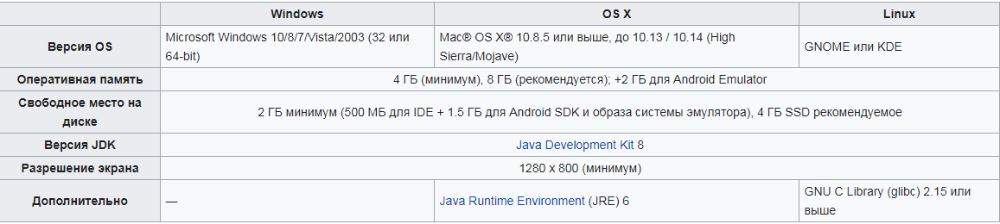 Windows OS X Linux
Версия OS Microsoft Windows 10/8/7/Vista/2003 (32 или 64-bit) Mac® OS X® 10.8.5 или выше, до 10.13 / 10.14 (High Sierra/Mojave) GNOME или KDE
Оперативная память 4 ГБ (минимум), 8 ГБ (рекомендуется); +2 ГБ для Android Emulator
Свободное место на диске 2 ГБ минимум (500 МБ для IDE + 1.5 ГБ для Android SDK и образа системы эмулятора), 4 ГБ SSD рекомендуемое
Версия JDK Java Development Kit 8
Разрешение экрана 1280 x 800 (минимум)
Дополнительно — Java Runtime Environment (JRE) 6 GNU C Library (glibc) 2.15 или выше